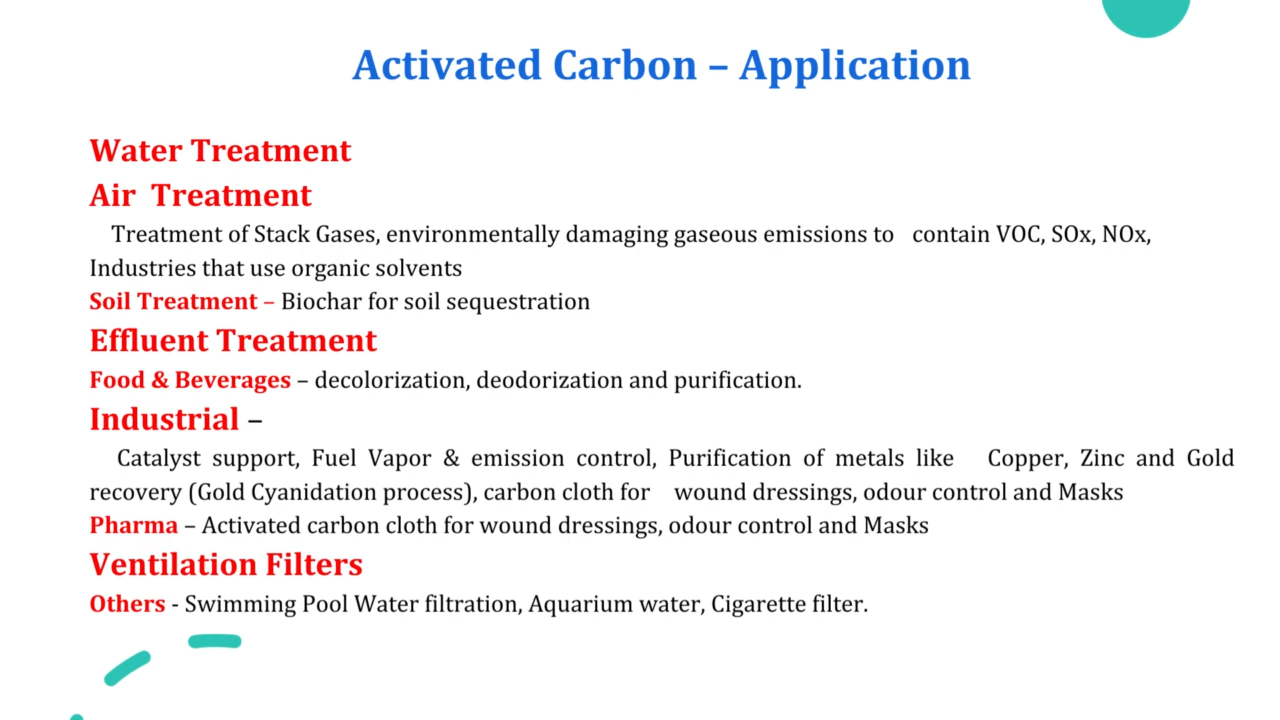 Activated Carbon – Application
Water Treatment
Air Treatment
Treatment of Stack Gases, environmentally damaging gaseous emissions to contain VOC, SOx, NOx,
Industries that use organic solvents
Soil Treatment – Biochar for soil sequestration
Effluent Treatment
Food & Beverages – decolorization, deodorization and purification.
Industrial –
Catalyst support, Fuel Vapor & emission control, Purification of metals like Copper, Zinc and Gold
recovery (Gold Cyanidation process), carbon cloth for wound dressings, odour control and Masks
Pharma – Activated carbon cloth for wound dressings, odour control and Masks
Ventilation Filters
Others - Swimming Pool Water filtration, Aquarium water, Cigarette filter.